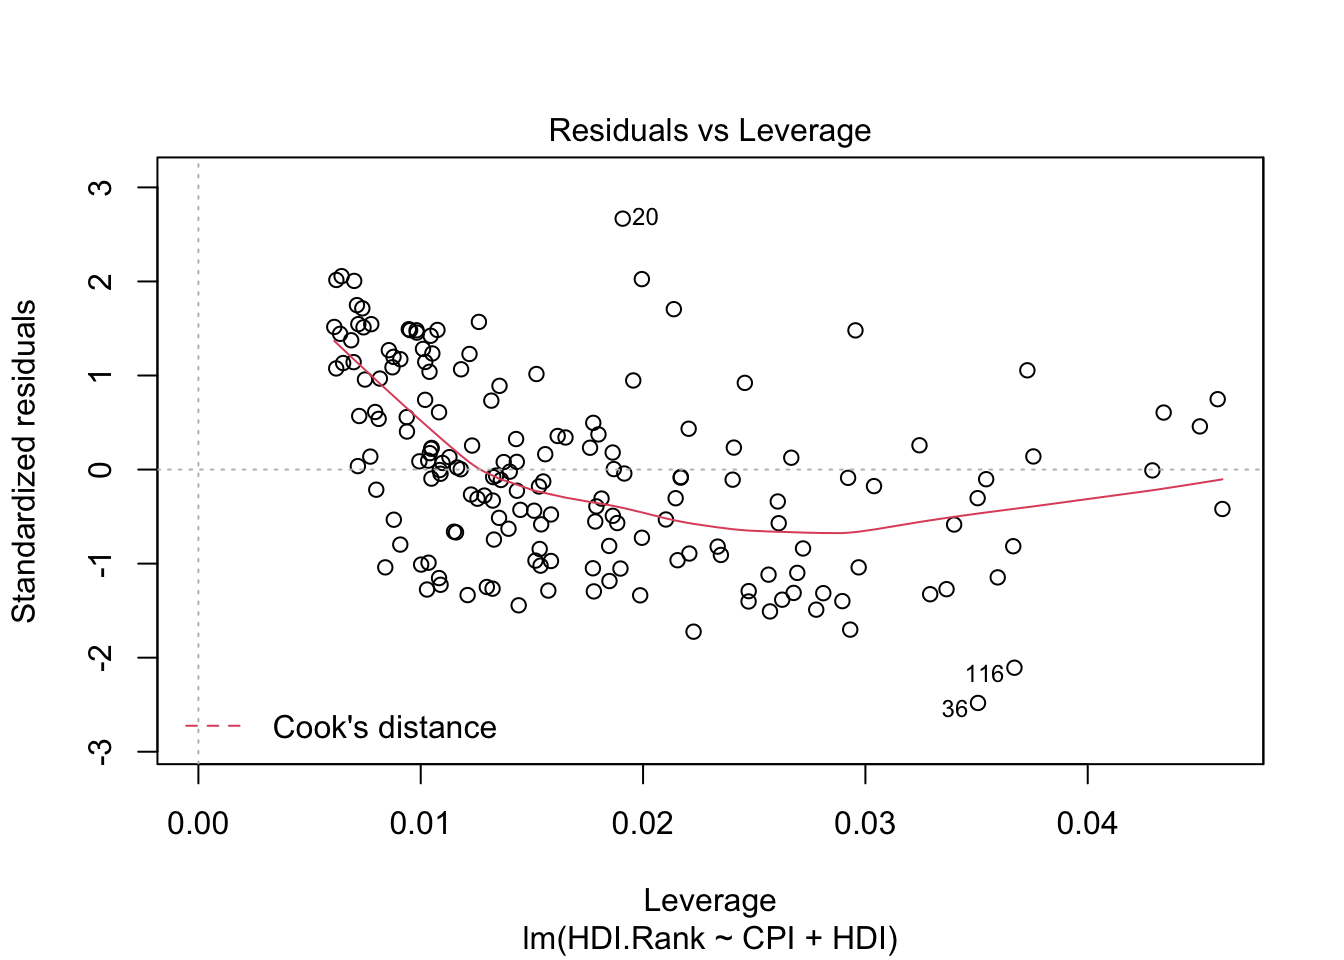 Residuals vs Leverage
Standardized residuals
3
2
1
0
-1
-2
-3
20
116
36
Cook's distance
0.00 0.01 0.02 0.03 0.04
Leverage
lm(HDI.Rank ~ CPI + HDI)